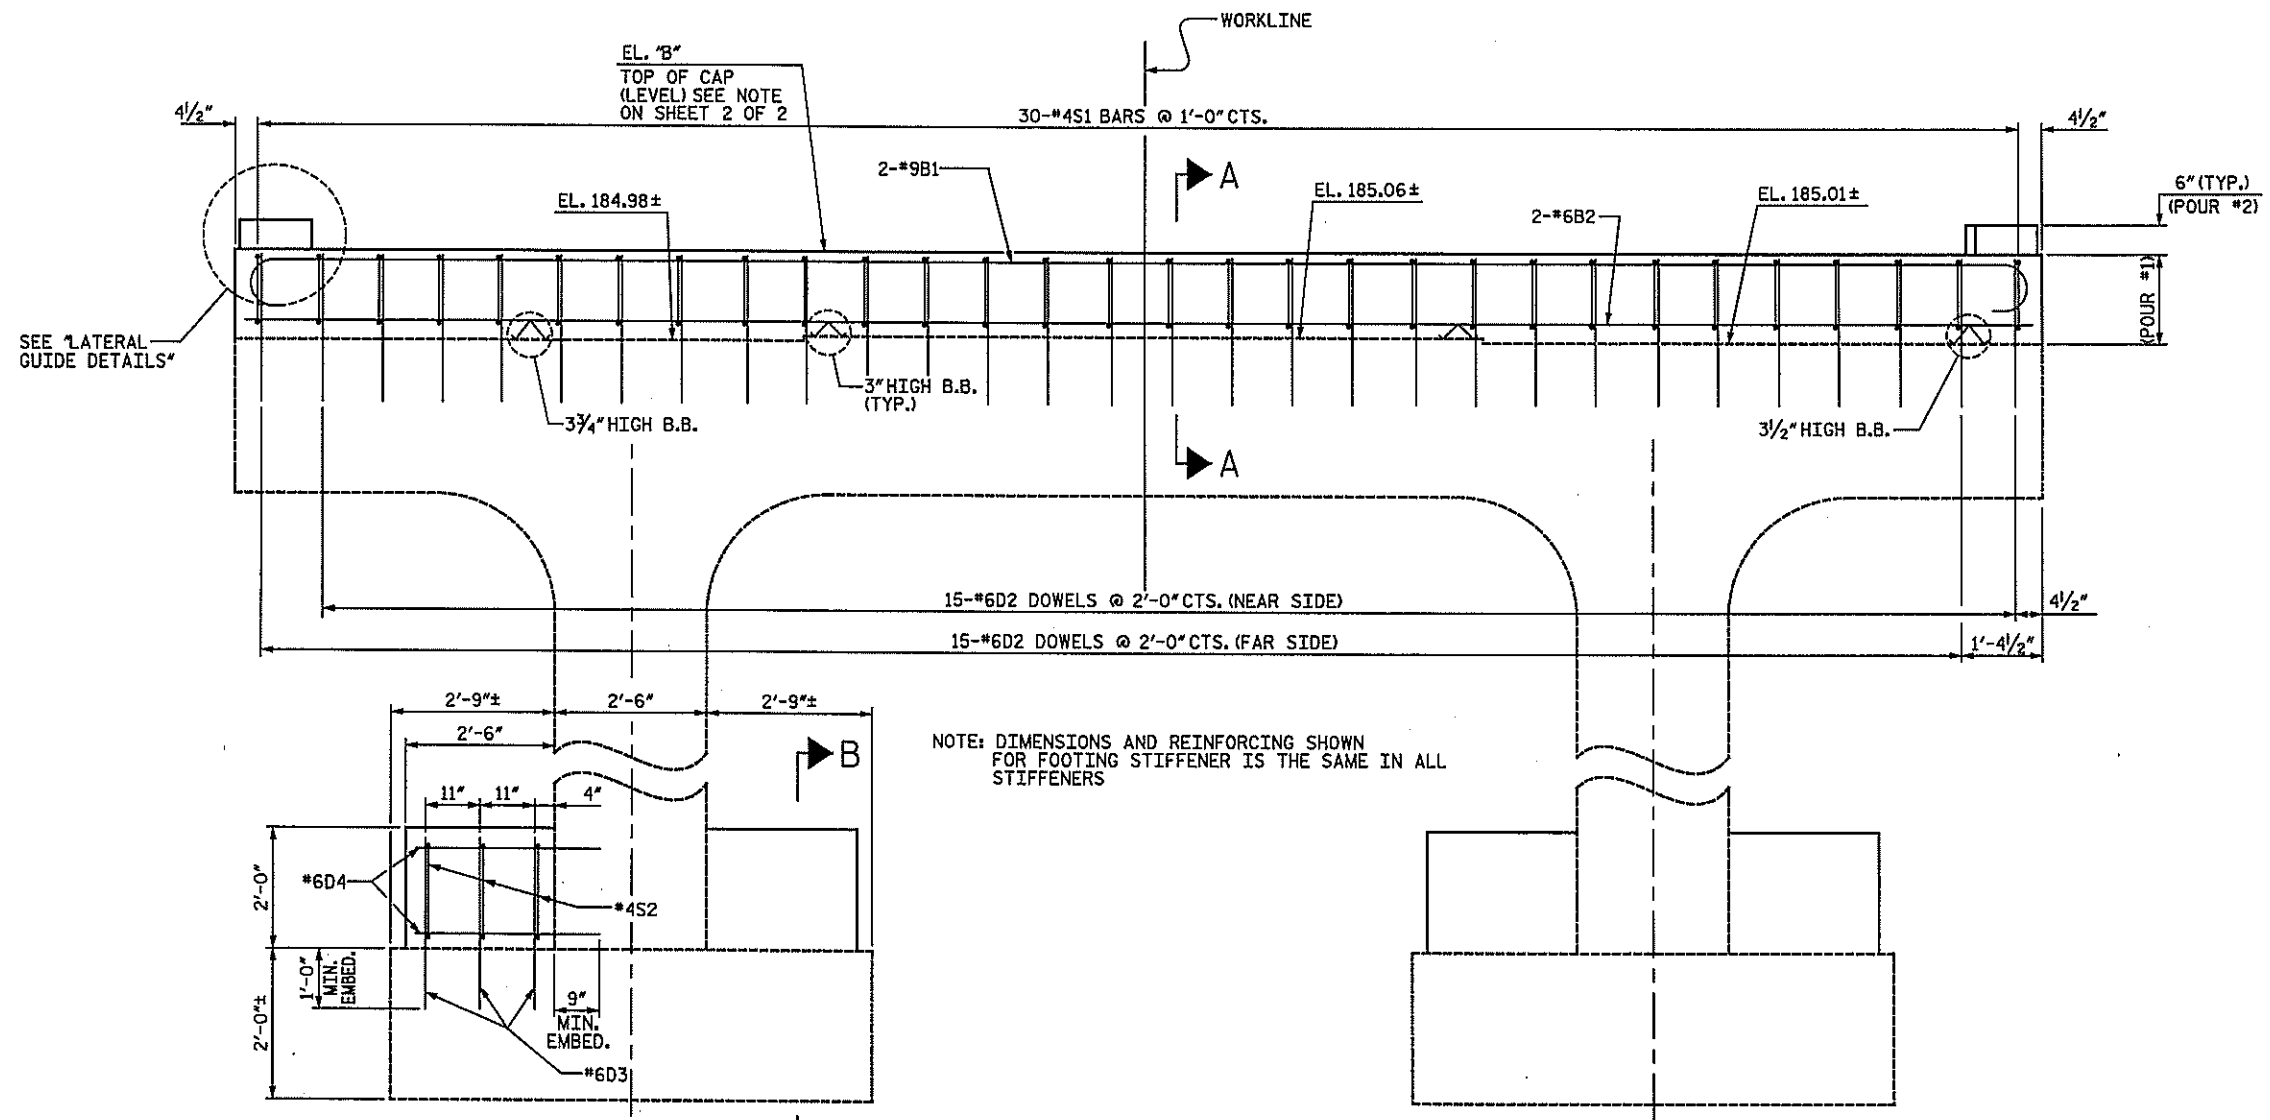 WORKLINE
EL. "B"
TOP OF CAP
(LEVEL) SEE NOTE
ON SHEET 2 OF 2
4½"
30-#4S1 BARS @ 1'-0" CTS.
4½"
2-#9B1
A
6" (TYP.)
(POUR #2)
EL. 184.98±
EL. 185.06±
2-#6B2
EL. 185.01±
(POUR #1)
SEE "LATERAL
GUIDE DETAILS"
3" HIGH B.B.
(TYP.)
3¾" HIGH B.B.
3½" HIGH B.B.
A
15-#6D2 DOWELS @ 2'-0" CTS. (NEAR SIDE)
4½"
15-#6D2 DOWELS @ 2'-0" CTS. (FAR SIDE)
1'-4½"
2'-9"±
2'-6"
2'-9"±
2'-6"
B
NOTE: DIMENSIONS AND REINFORCING SHOWN
FOR FOOTING STIFFENER IS THE SAME IN ALL
STIFFENERS
11"
11"
4"
2'-0"
#6D4
#4S2
1'-0"
MIN.
EMBED.
2'-0"±
9"
MIN.
EMBED.
#6D3